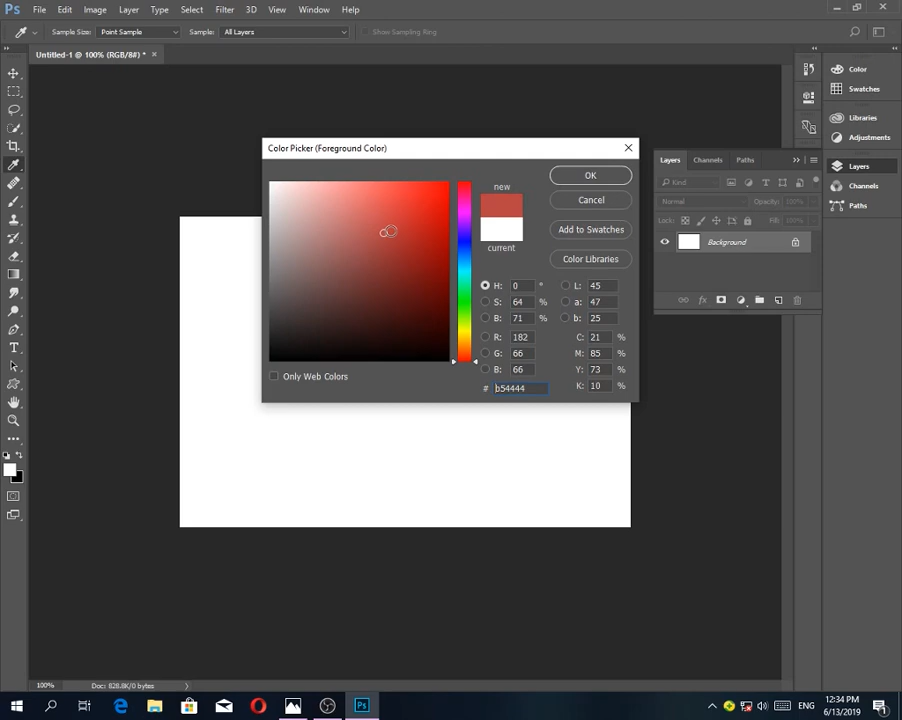 Ps File Edit Image Layer Type Select Filter 3D View Window Help
Sample Size: Point Sample Sample: All Layers Show Sampling Ring
Untitled-1 @ 100% (RGB/8#) * ×
Color
Swatches
Libraries
Adjustments
Layers
Channels
Paths
Color Picker (Foreground Color)
new
current
OK
Cancel
Add to Swatches
Color Libraries
H: 0 ° L: 45
S: 64 % a: 47
B: 71 % b: 25
R: 182 C: 21 %
G: 66 M: 85 %
B: 66 Y: 73 %
# b54444 K: 10 %
Only Web Colors
Layers Channels Paths
Kind
Normal Opacity: 100%
Lock: Fill: 100%
Background
100% Doc: 828.8K/0 bytes
Ps
ENG
12:34 PM
6/13/2019
1